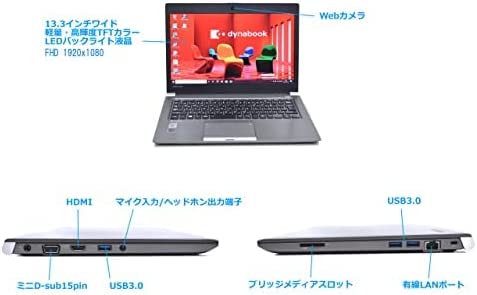 13.3インチワイド
軽量・高輝度TFTカラー
LEDバックライト液晶
FHD 1920x1080
Webカメラ
dynabook
HDMI
マイク入力/ヘッドホン出力端子
USB3.0
ミニD-sub15pin
USB3.0
ブリッジメディアスロット
有線LANポート